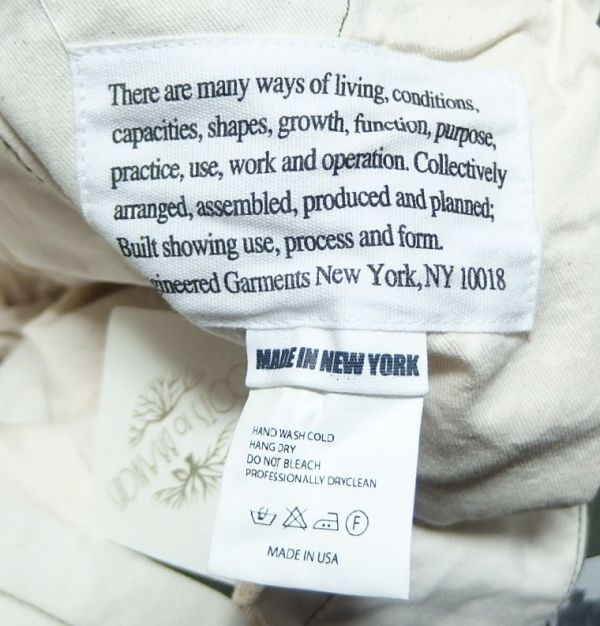 There are many ways of living, conditions,
capacities, shapes, growth, function, purpose,
practice, use, work and operation. Collectively
arranged, assembled, produced and planned;
Built showing use, process and form.
ineered Garments New York, NY 10018
MADE IN NEW YORK
HAND WASH COLD
HANG DRY
DO NOT BLEACH
PROFESSIONALLY DRYCLEAN
F
MADE IN USA